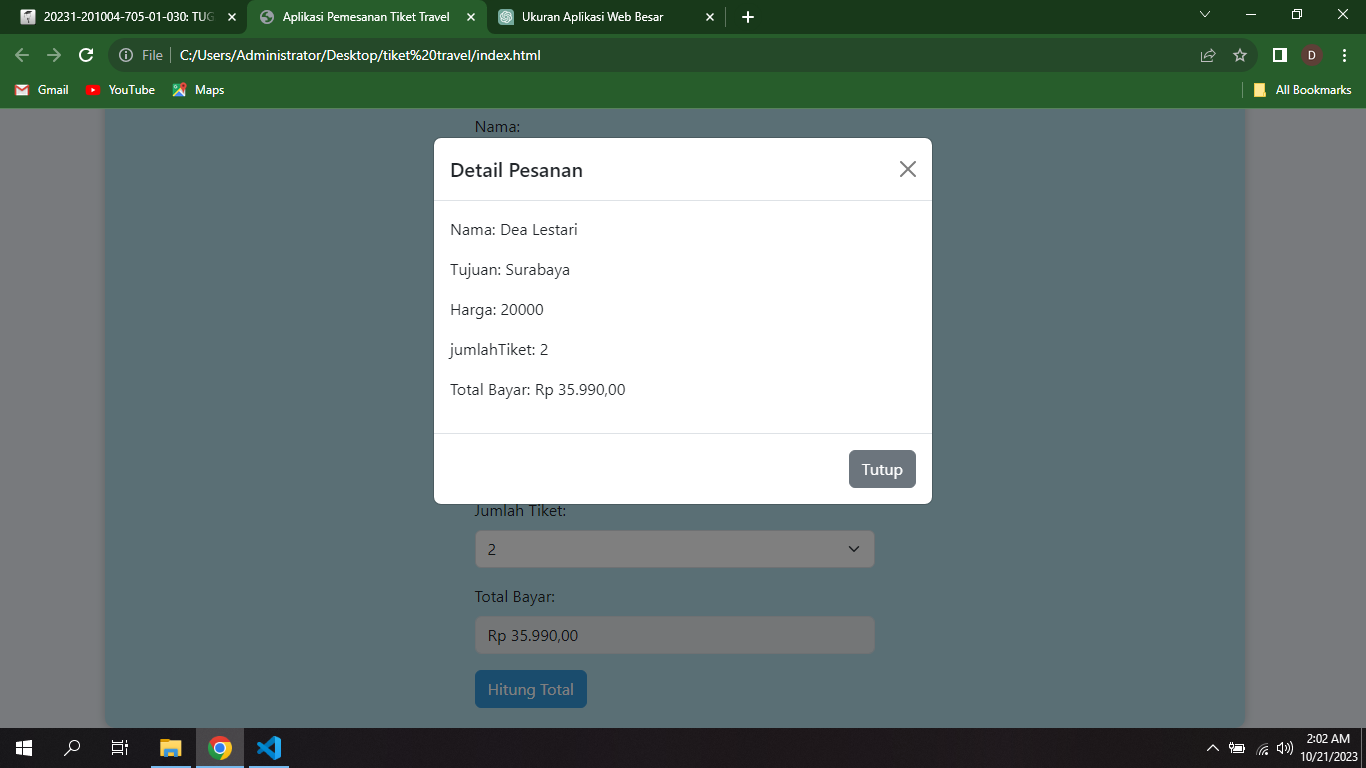 20231-201004-705-01-030: TUG
Aplikasi Pemesanan Tiket Travel
Ukuran Aplikasi Web Besar
File
C:/Users/Administrator/Desktop/tiket%20travel/index.html
D
Gmail
YouTube
Maps
All Bookmarks
Nama:
Detail Pesanan
Nama: Dea Lestari
Tujuan: Surabaya
Harga: 20000
jumlahTiket: 2
Total Bayar: Rp 35.990,00
Tutup
Jumlah Tiket:
2
Total Bayar:
Rp 35.990,00
Hitung Total
2:02 AM
10/21/2023